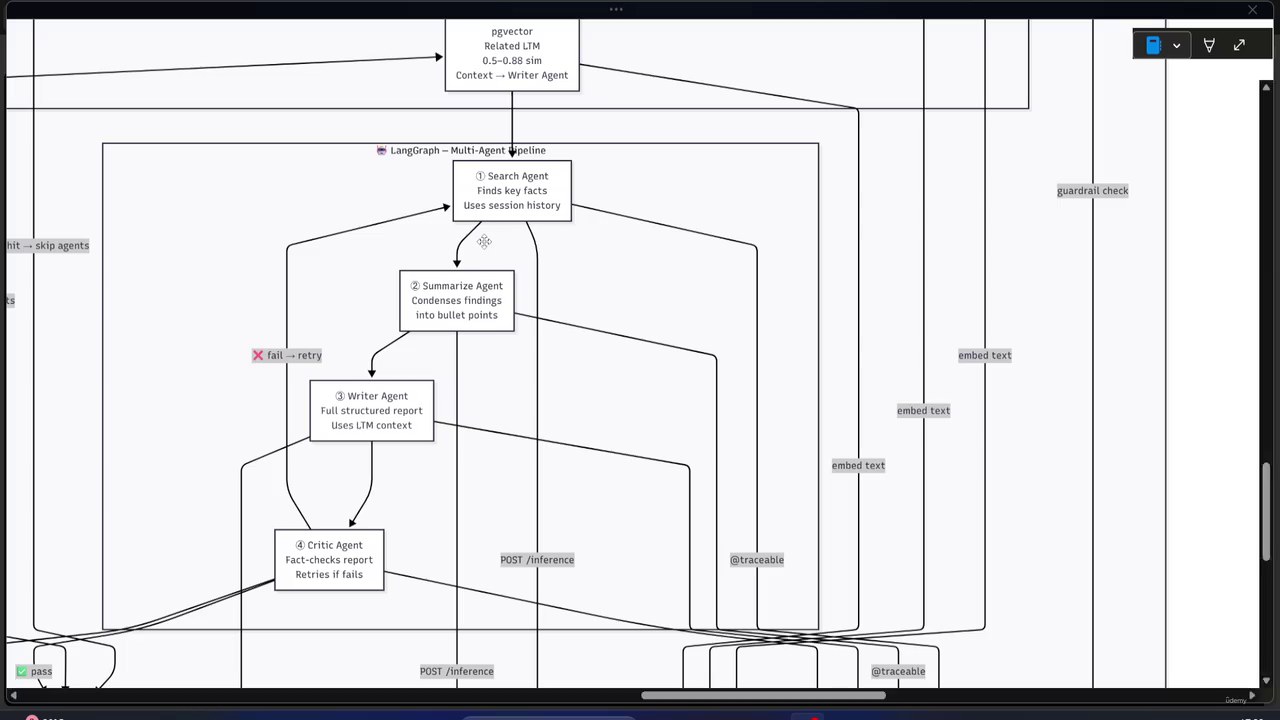 pgvector
Related LTM
0.5–0.88 sim
Context → Writer Agent
LangGraph – Multi-Agent Pipeline
① Search Agent
Finds key facts
Uses session history
guardrail check
hit → skip agents
② Summarize Agent
Condenses findings
into bullet points
ts
❌ fail → retry
embed text
③ Writer Agent
Full structured report
Uses LTM context
embed text
embed text
④ Critic Agent
Fact-checks report
Retries if fails
POST /inference
@traceable
✅ pass
POST /inference
@traceable
ûdemy